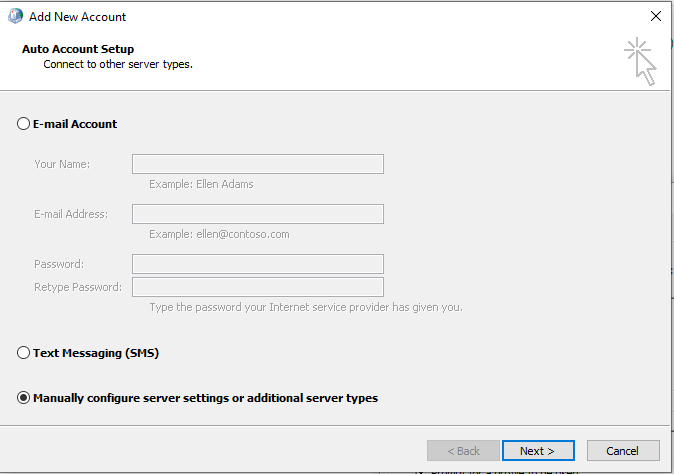 Add New Account
Auto Account Setup
Connect to other server types.
E-mail Account
Your Name:
Example: Ellen Adams
E-mail Address:
Example: ellen@contoso.com
Password:
Retype Password:
Type the password your Internet service provider has given you.
Text Messaging (SMS)
Manually configure server settings or additional server types
< Back Next > Cancel